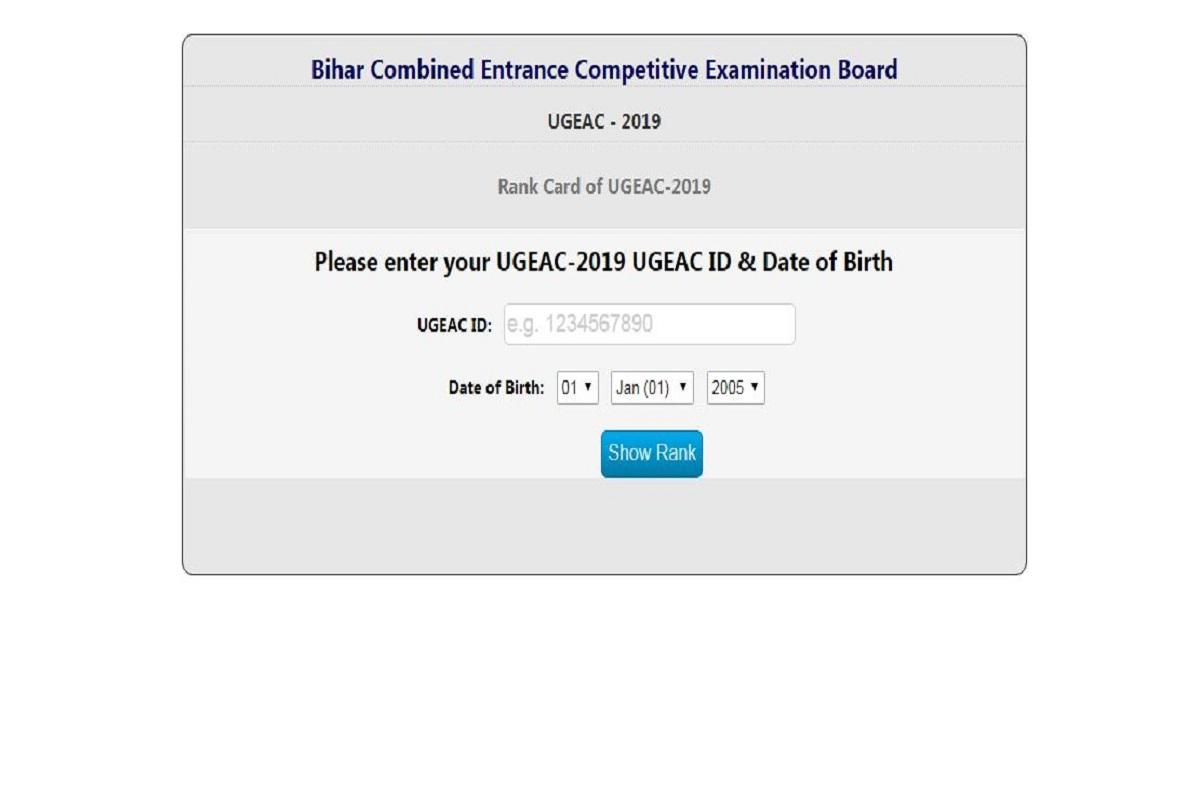 Bihar Combined Entrance Competitive Examination Board
UGEAC - 2019
Rank Card of UGEAC-2019
Please enter your UGEAC-2019 UGEAC ID & Date of Birth
UGEAC ID: e.g. 1234567890
Date of Birth: 01 Jan (01) 2005
Show Rank